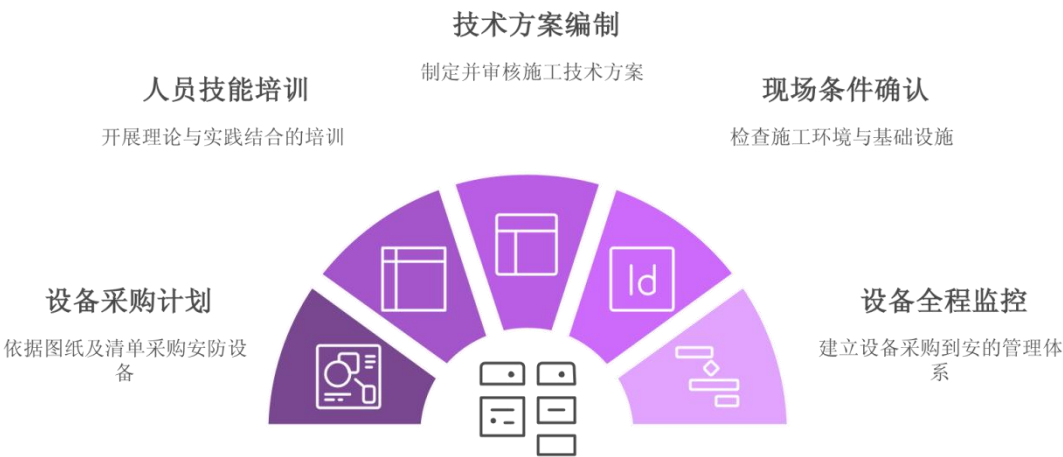 技术方案编制
制定并审核施工技术方案
人员技能培训
开展理论与实践结合的培训
现场条件确认
检查施工环境与基础设施
设备采购计划
依据图纸及清单采购安防设
备
设备全程监控
建立设备采购到安的管理体
系
Id